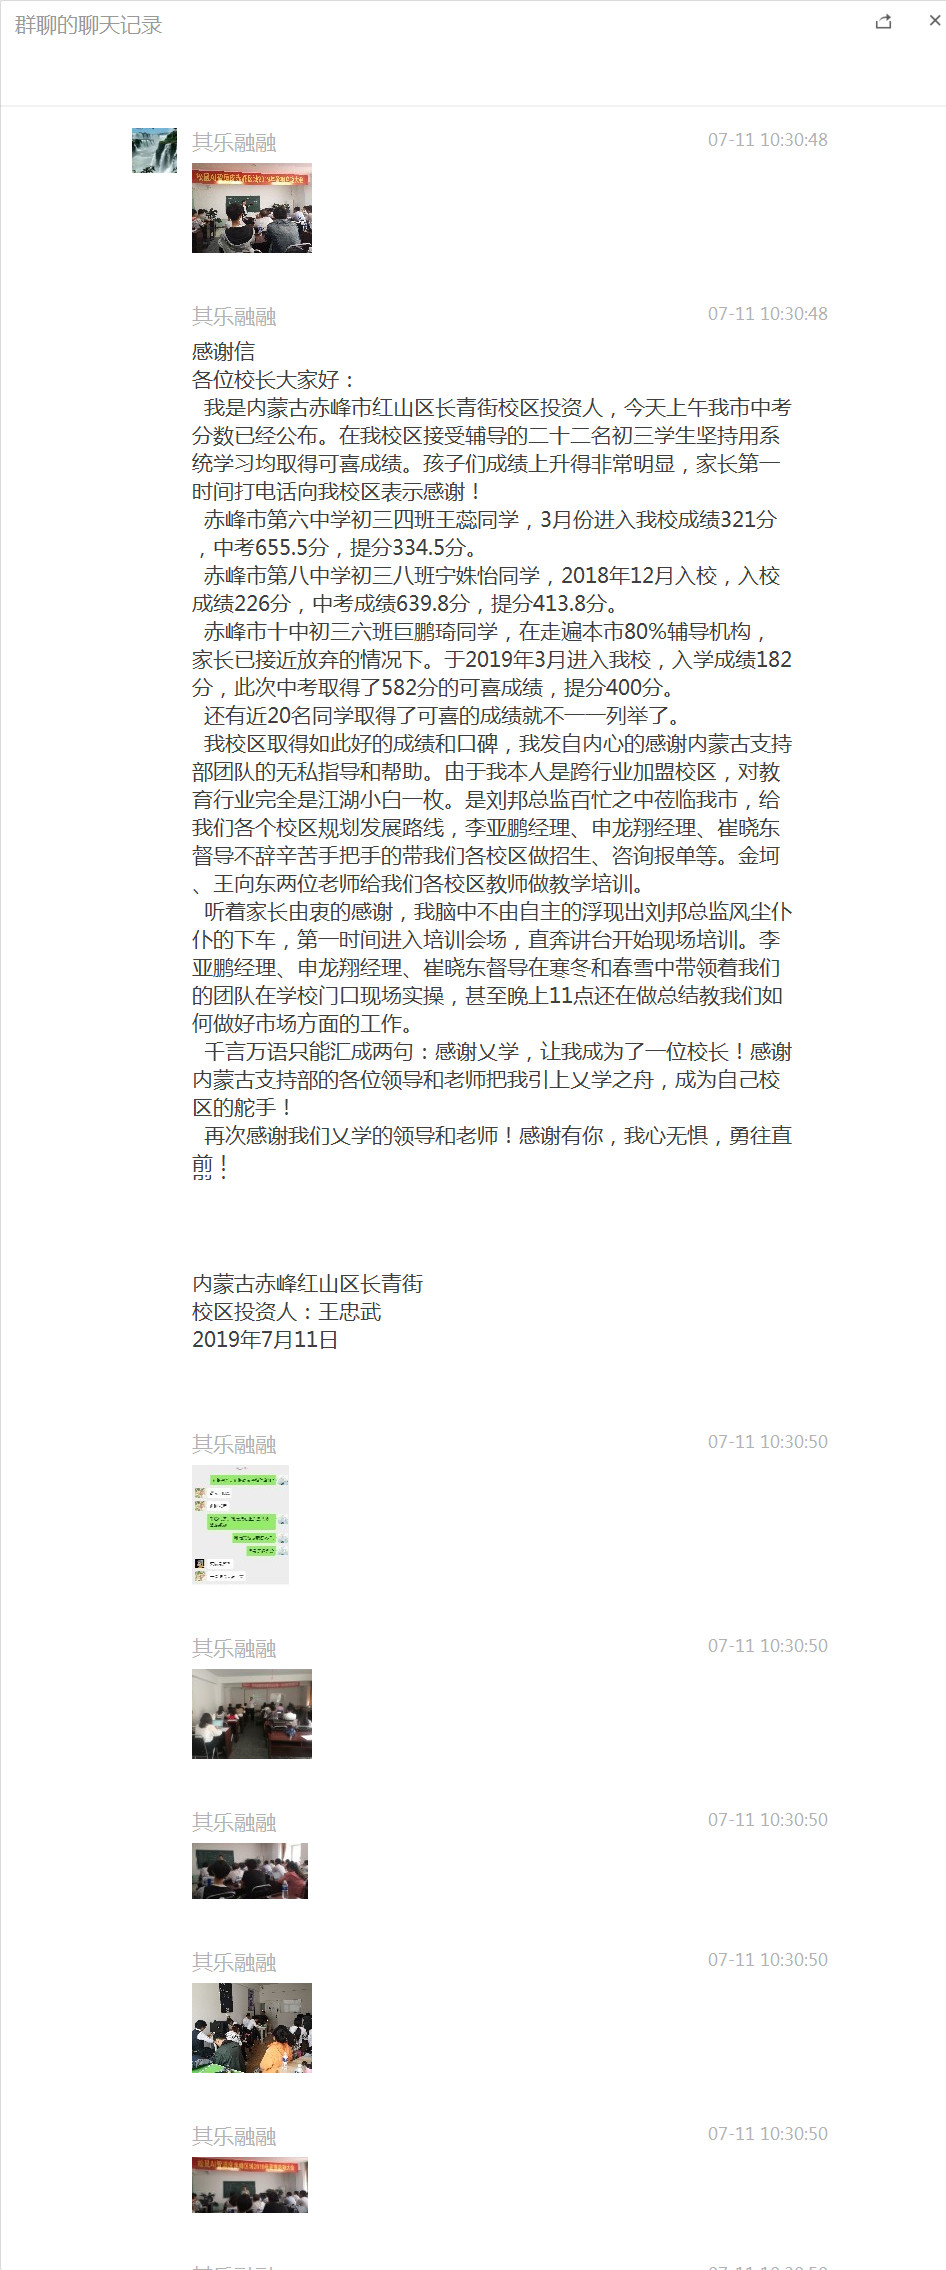 群聊的聊天记录
其乐融融
07-11 10:30:48
其乐融融
07-11 10:30:48
感谢信
各位校长大家好：
我是内蒙古赤峰市红山区长青街校区投资人，今天上午我市中考
分数已经公布。在我校区接受辅导的二十二名初三学生坚持用系
统学习均取得可喜成绩。孩子们成绩上升得非常明显，家长第一
时间打电话向我校区表示感谢！
赤峰市第六中学初三四班王蕊同学，3月份进入我校成绩321分
，中考655.5分，提分334.5分。
赤峰市第八中学初三八班宁姝怡同学，2018年12月入校，入校
成绩226分，中考成绩639.8分，提分413.8分。
赤峰市十中初三六班巨鹏琦同学，在走遍本市80%辅导机构，
家长已接近放弃的情况下。于2019年3月进入我校，入学成绩182
分，此次中考取得了582分的可喜成绩，提分400分。
还有近20名同学取得了可喜的成绩就不一一列举了。
我校区取得如此好的成绩和口碑，我发自内心的感谢内蒙古支持
部团队的无私指导和帮助。由于我本人是跨行业加盟校区，对教
育行业完全是江湖小白一枚。是刘邦总监百忙之中莅临我市，给
我们各个校区规划发展路线，李亚鹏经理、申龙翔经理、崔晓东
督导不辞辛苦手把手的带我们各校区做招生、咨询报单等。金坷
、王向东两位老师给我们各校区教师做教学培训。
听着家长由衷的感谢，我脑中不由自主的浮现出刘邦总监风尘仆
仆的下车，第一时间进入培训会场，直奔讲台开始现场培训。李
亚鹏经理、申龙翔经理、崔晓东督导在寒冬和春雪中带领着我们
的团队在学校门口现场实操，甚至晚上11点还在做总结教我们如
何做好市场方面的工作。
千言万语只能汇成两句：感谢乂学，让我成为了一位校长！感谢
内蒙古支持部的各位领导和老师把我引上乂学之舟，成为自己校
区的舵手！
再次感谢我们乂学的领导和老师！感谢有你，我心无惧，勇往直
前！
内蒙古赤峰红山区长青街
校区投资人：王忠武
2019年7月11日
其乐融融
07-11 10:30:50
其乐融融
07-11 10:30:50
其乐融融
07-11 10:30:50
其乐融融
07-11 10:30:50
其乐融融
07-11 10:30:50